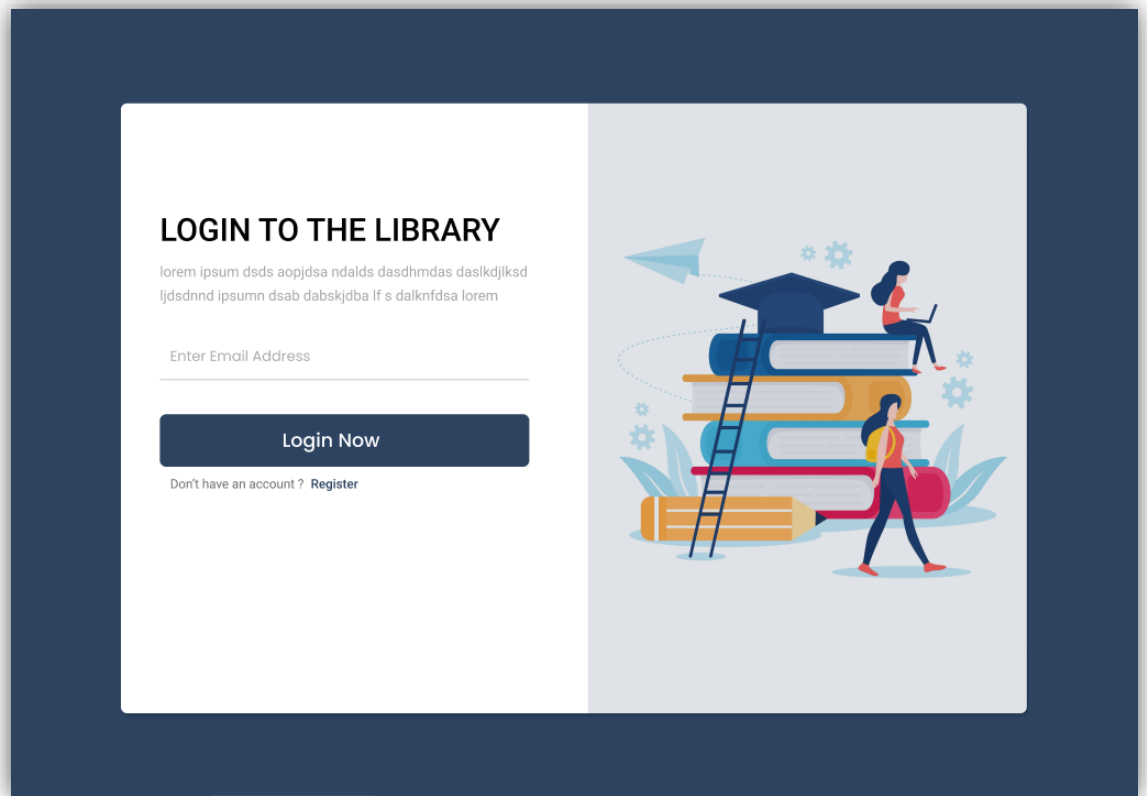 LOGIN TO THE LIBRARY
lorem ipsum dsds aopjdsa ndalds dasdhmdas daslkdjlksd
ljdsdnnd ipsumn dsab dabskjdba lf s dalknfdsa lorem
Enter Email Address
Login Now
Don't have an account ? Register